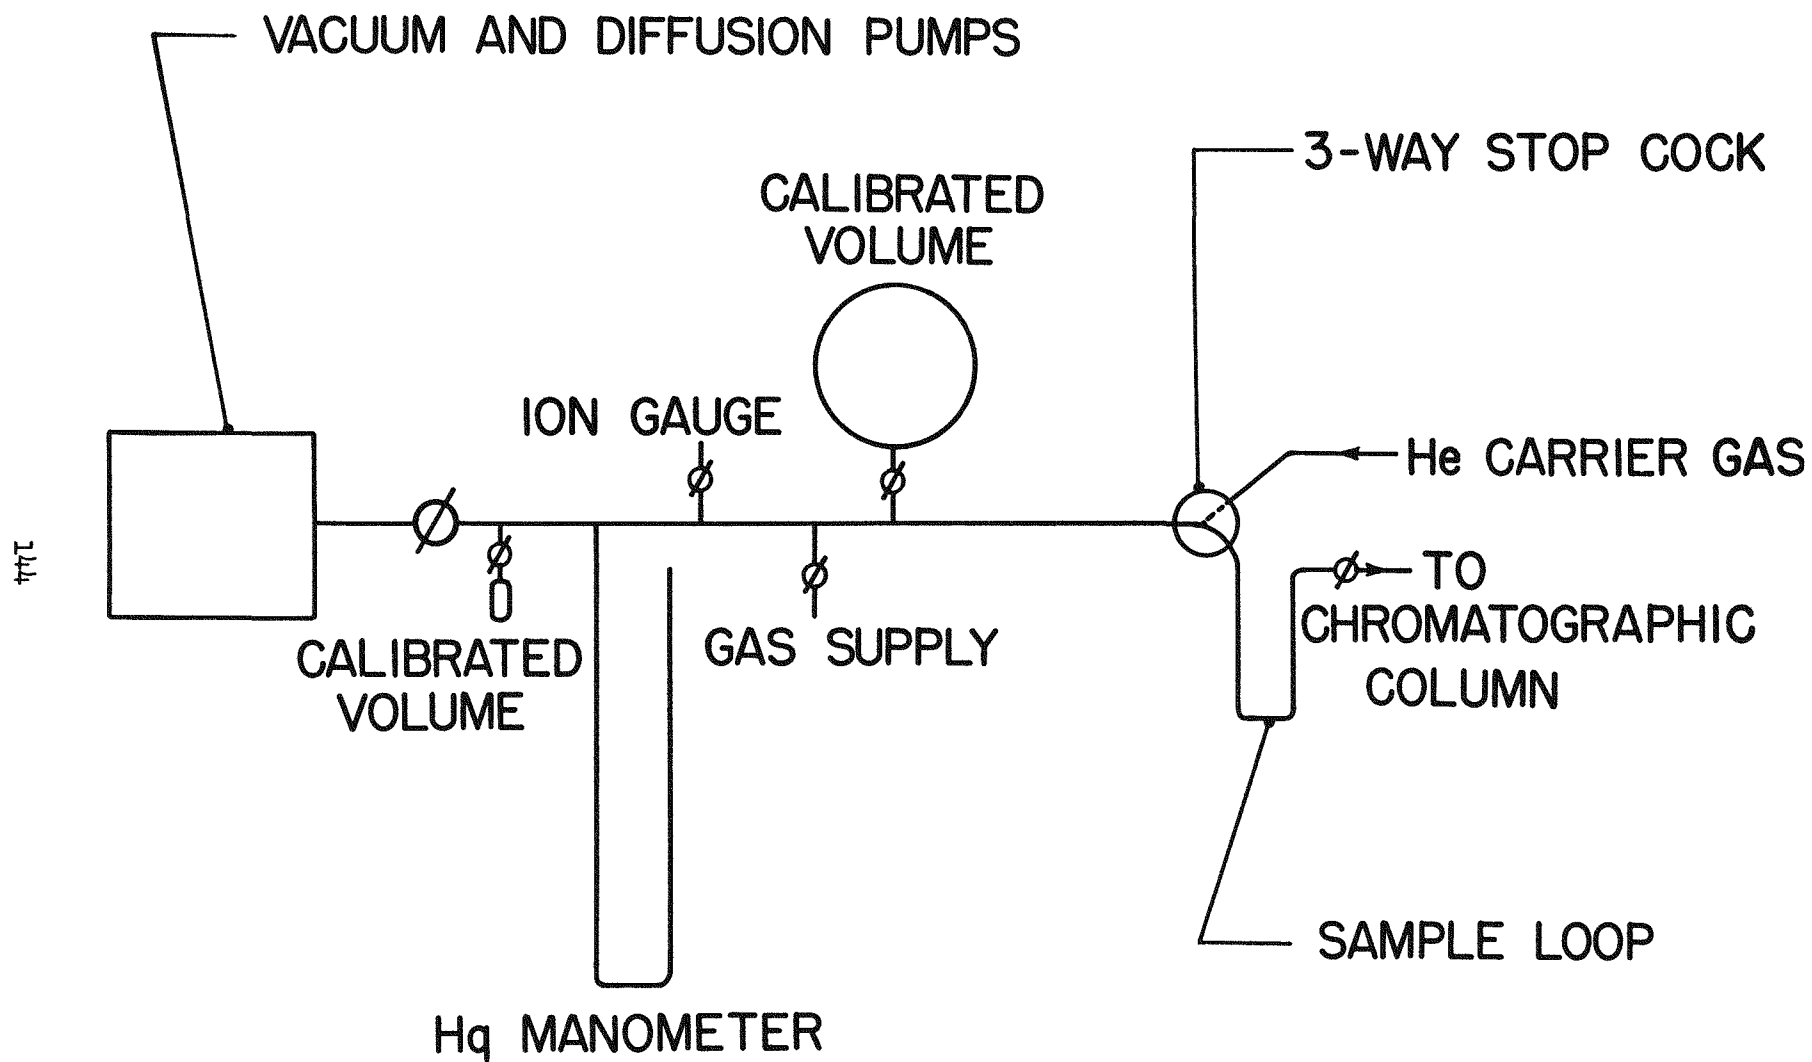 VACUUM AND DIFFUSION PUMPS
3-WAY STOP COCK
CALIBRATED
VOLUME
ION GAUGE
He CARRIER GAS
TO
CHROMATOGRAPHIC
COLUMN
CALIBRATED
VOLUME
GAS SUPPLY
SAMPLE LOOP
Hg MANOMETER
144